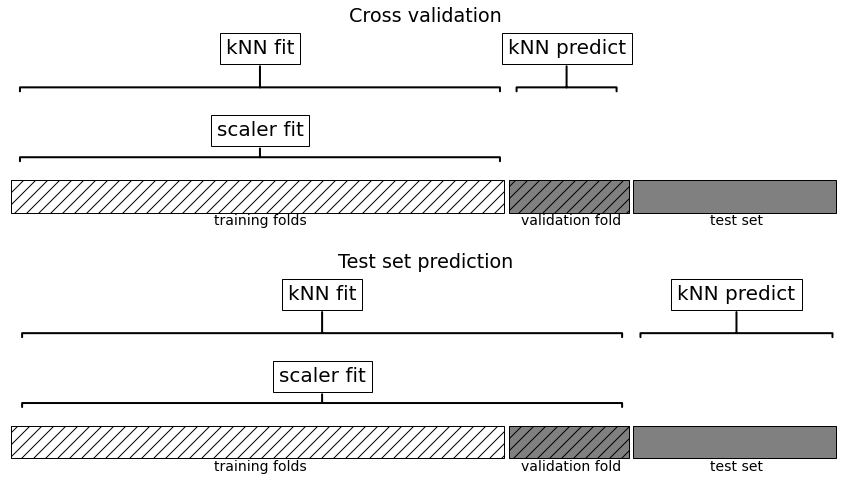 Cross validation
kNN fit
kNN predict
scaler fit
training folds
validation fold
test set
Test set prediction
kNN fit
kNN predict
scaler fit
training folds
validation fold
test set